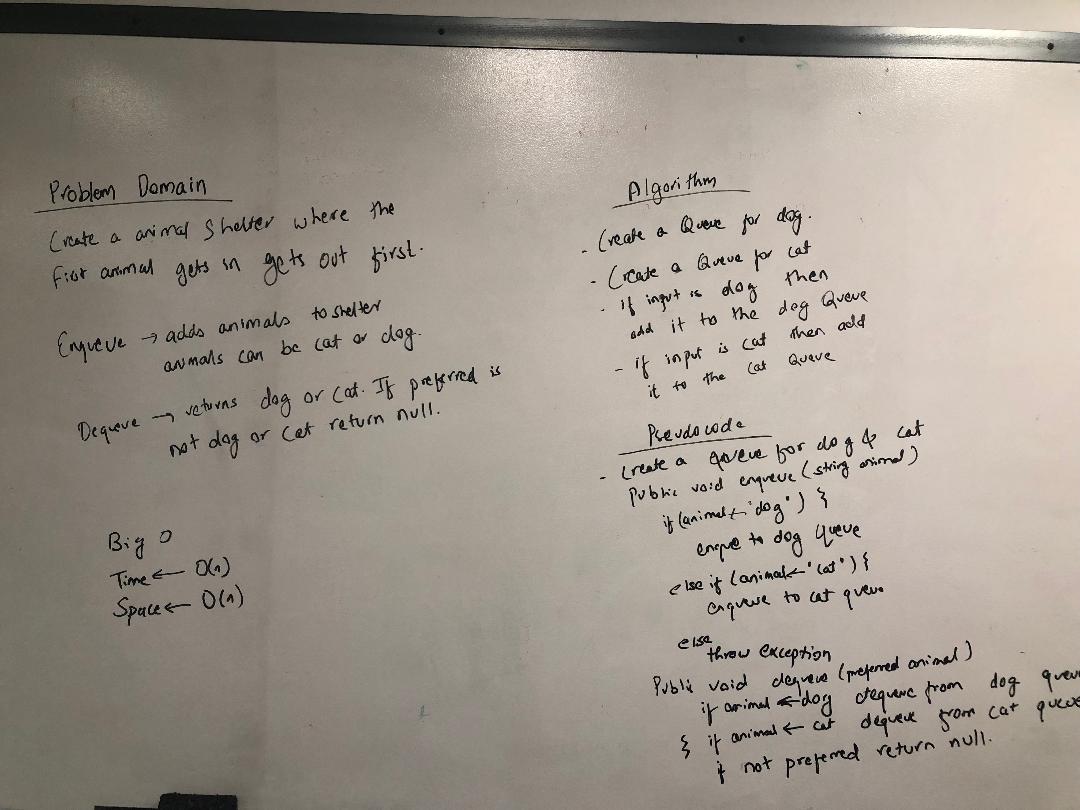 Problem Domain
Create a animal shelter where the
first animal gets in gets out first.
Enqueue → adds animals to shelter
animals can be cat or dog.
Dequeue → returns dog or cat. If preferred is
not dog or cat return null.
Big O
Time ← O(1)
Space ← O(1)
Algorithm
- Create a Queue for dog.
- Create a Queue for cat
- if input is dog then
add it to the dog Queue
- if input is cat then add
it to the cat Queue
Pseudocode
- Create a queue for dog & cat
Public void enqueue (string animal)
if (animal ← "dog") {
enque to dog Queue
else if (animal ← "cat") {
enqueue to cat queue
else
throw exception
Public void dequeue (preferred animal)
if animal ← dog dequeue from dog queue
} if animal ← cat dequeue from cat queue
if not preferred return null.